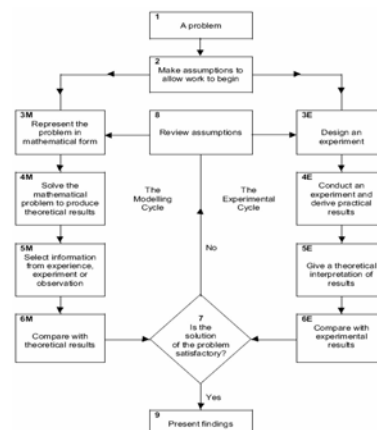 1
A problem
2
Make assumptions to
allow work to begin
3M
Represent the
problem in
mathematical form
8
Review assumptions
3E
Design an
experiment
4M
Solve the
mathematical
problem to produce
theoretical results
The
Modelling
Cycle
The
Experimental
Cycle
4E
Conduct an
experiment and
derive practical
results
5M
Select information
from experience,
experiment or
observation
No
5E
Give a theoretical
interpretation of
results
6M
Compare with
theoretical results
7
Is the
solution
of the problem
satisfactory?
6E
Compare with
experimental
results
Yes
9
Present findings